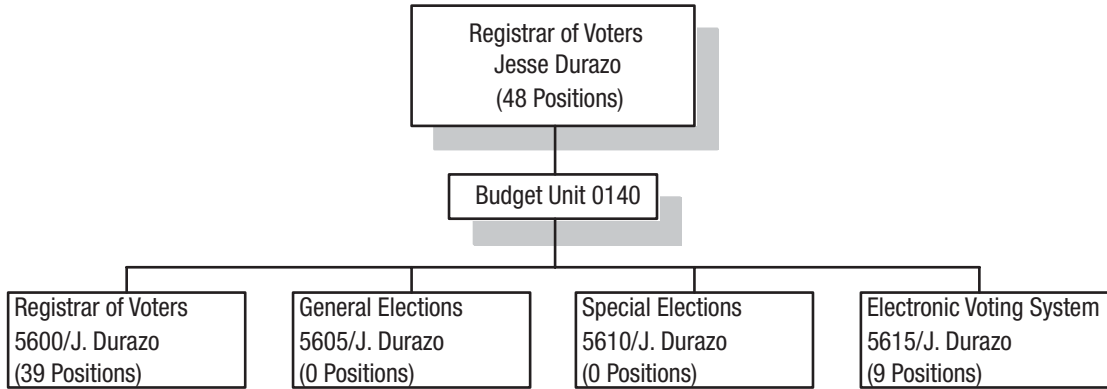 Registrar of Voters
Jesse Durazo
(48 Positions)
Budget Unit 0140
Registrar of Voters
5600/J. Durazo
(39 Positions)
General Elections
5605/J. Durazo
(0 Positions)
Special Elections
5610/J. Durazo
(0 Positions)
Electronic Voting System
5615/J. Durazo
(9 Positions)